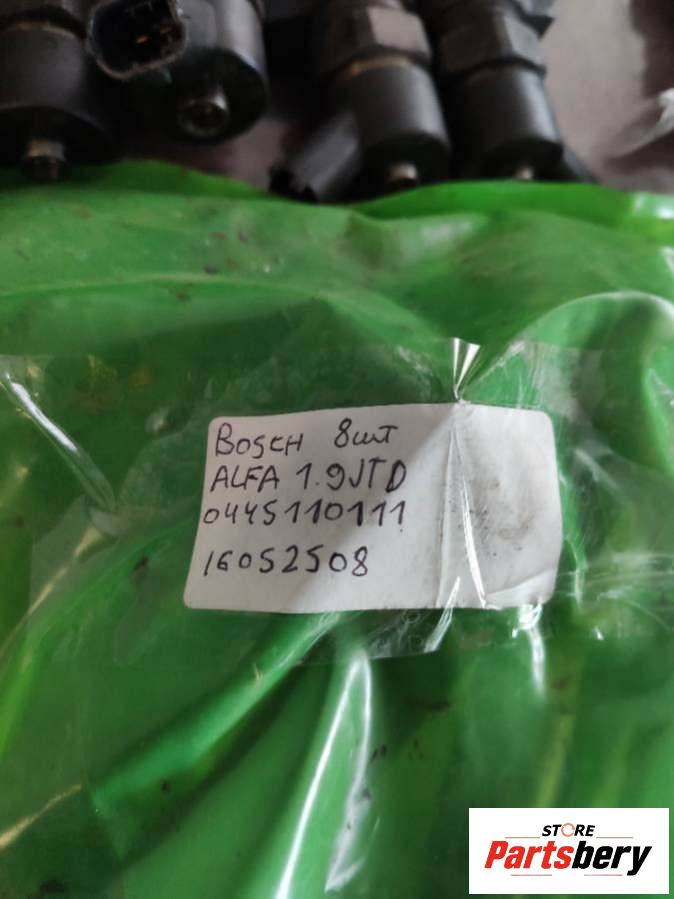 BOSCH 8шт
ALFA 1.9JTD
0445110111
16052508
STORE
Partsbery